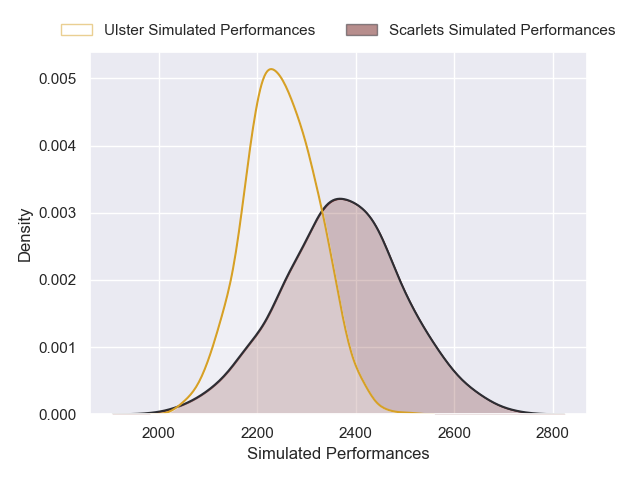 Ulster Simulated Performances Scarlets Simulated Performances
0.005
0.004
0.003
0.002
0.001
0.000
Density
2000 2200 2400 2600 2800
Simulated Performances